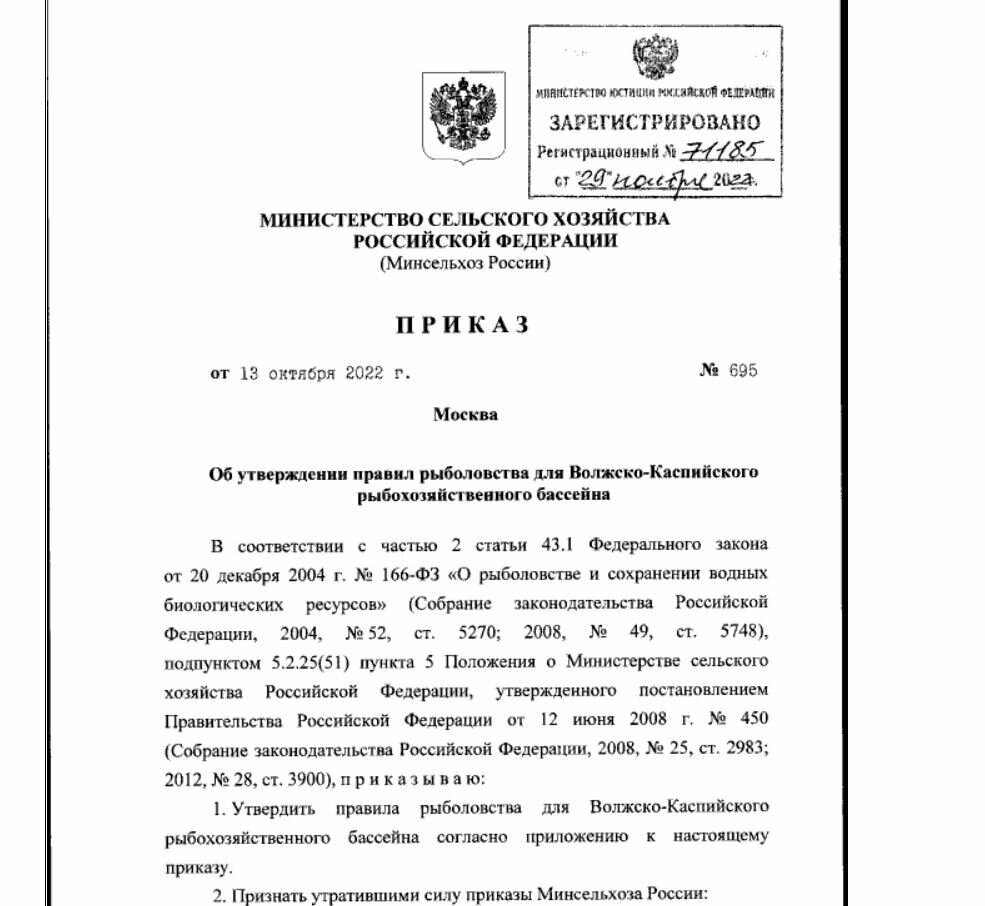 МИНИСТЕРСТВО ЮСТИЦИИ РОССИЙСКОЙ ФЕДЕРАЦИИ
ЗАРЕГИСТРИРОВАНО
Регистрационный № 71185
от "29" ноября 2022.
МИНИСТЕРСТВО СЕЛЬСКОГО ХОЗЯЙСТВА
РОССИЙСКОЙ ФЕДЕРАЦИИ
(Минсельхоз России)
П Р И К А З
от 13 октября 2022 г. № 695
Москва
Об утверждении правил рыболовства для Волжско-Каспийского
рыбохозяйственного бассейна
В соответствии с частью 2 статьи 43.1 Федерального закона
от 20 декабря 2004 г. № 166-ФЗ «О рыболовстве и сохранении водных
биологических ресурсов» (Собрание законодательства Российской
Федерации, 2004, № 52, ст. 5270; 2008, № 49, ст. 5748),
подпунктом 5.2.25(51) пункта 5 Положения о Министерстве сельского
хозяйства Российской Федерации, утвержденного постановлением
Правительства Российской Федерации от 12 июня 2008 г. № 450
(Собрание законодательства Российской Федерации, 2008, № 25, ст. 2983;
2012, № 28, ст. 3900), п р и к а з ы в а ю:
1. Утвердить правила рыболовства для Волжско-Каспийского
рыбохозяйственного бассейна согласно приложению к настоящему
приказу.
2. Признать утратившими силу приказы Минсельхоза России: